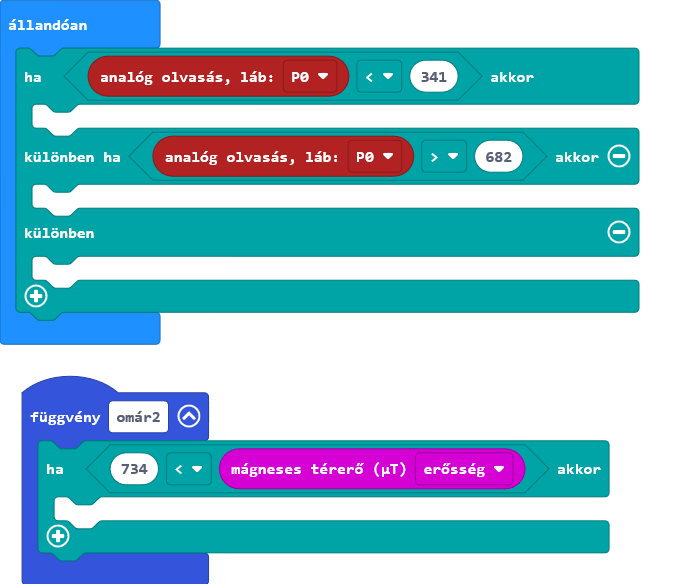 állandóan
ha analóg olvasás, láb: P0 < 341 akkor
különben ha analóg olvasás, láb: P0 > 682 akkor
különben
függvény omár2
ha 734 < mágneses térerő (µT) erősség akkor